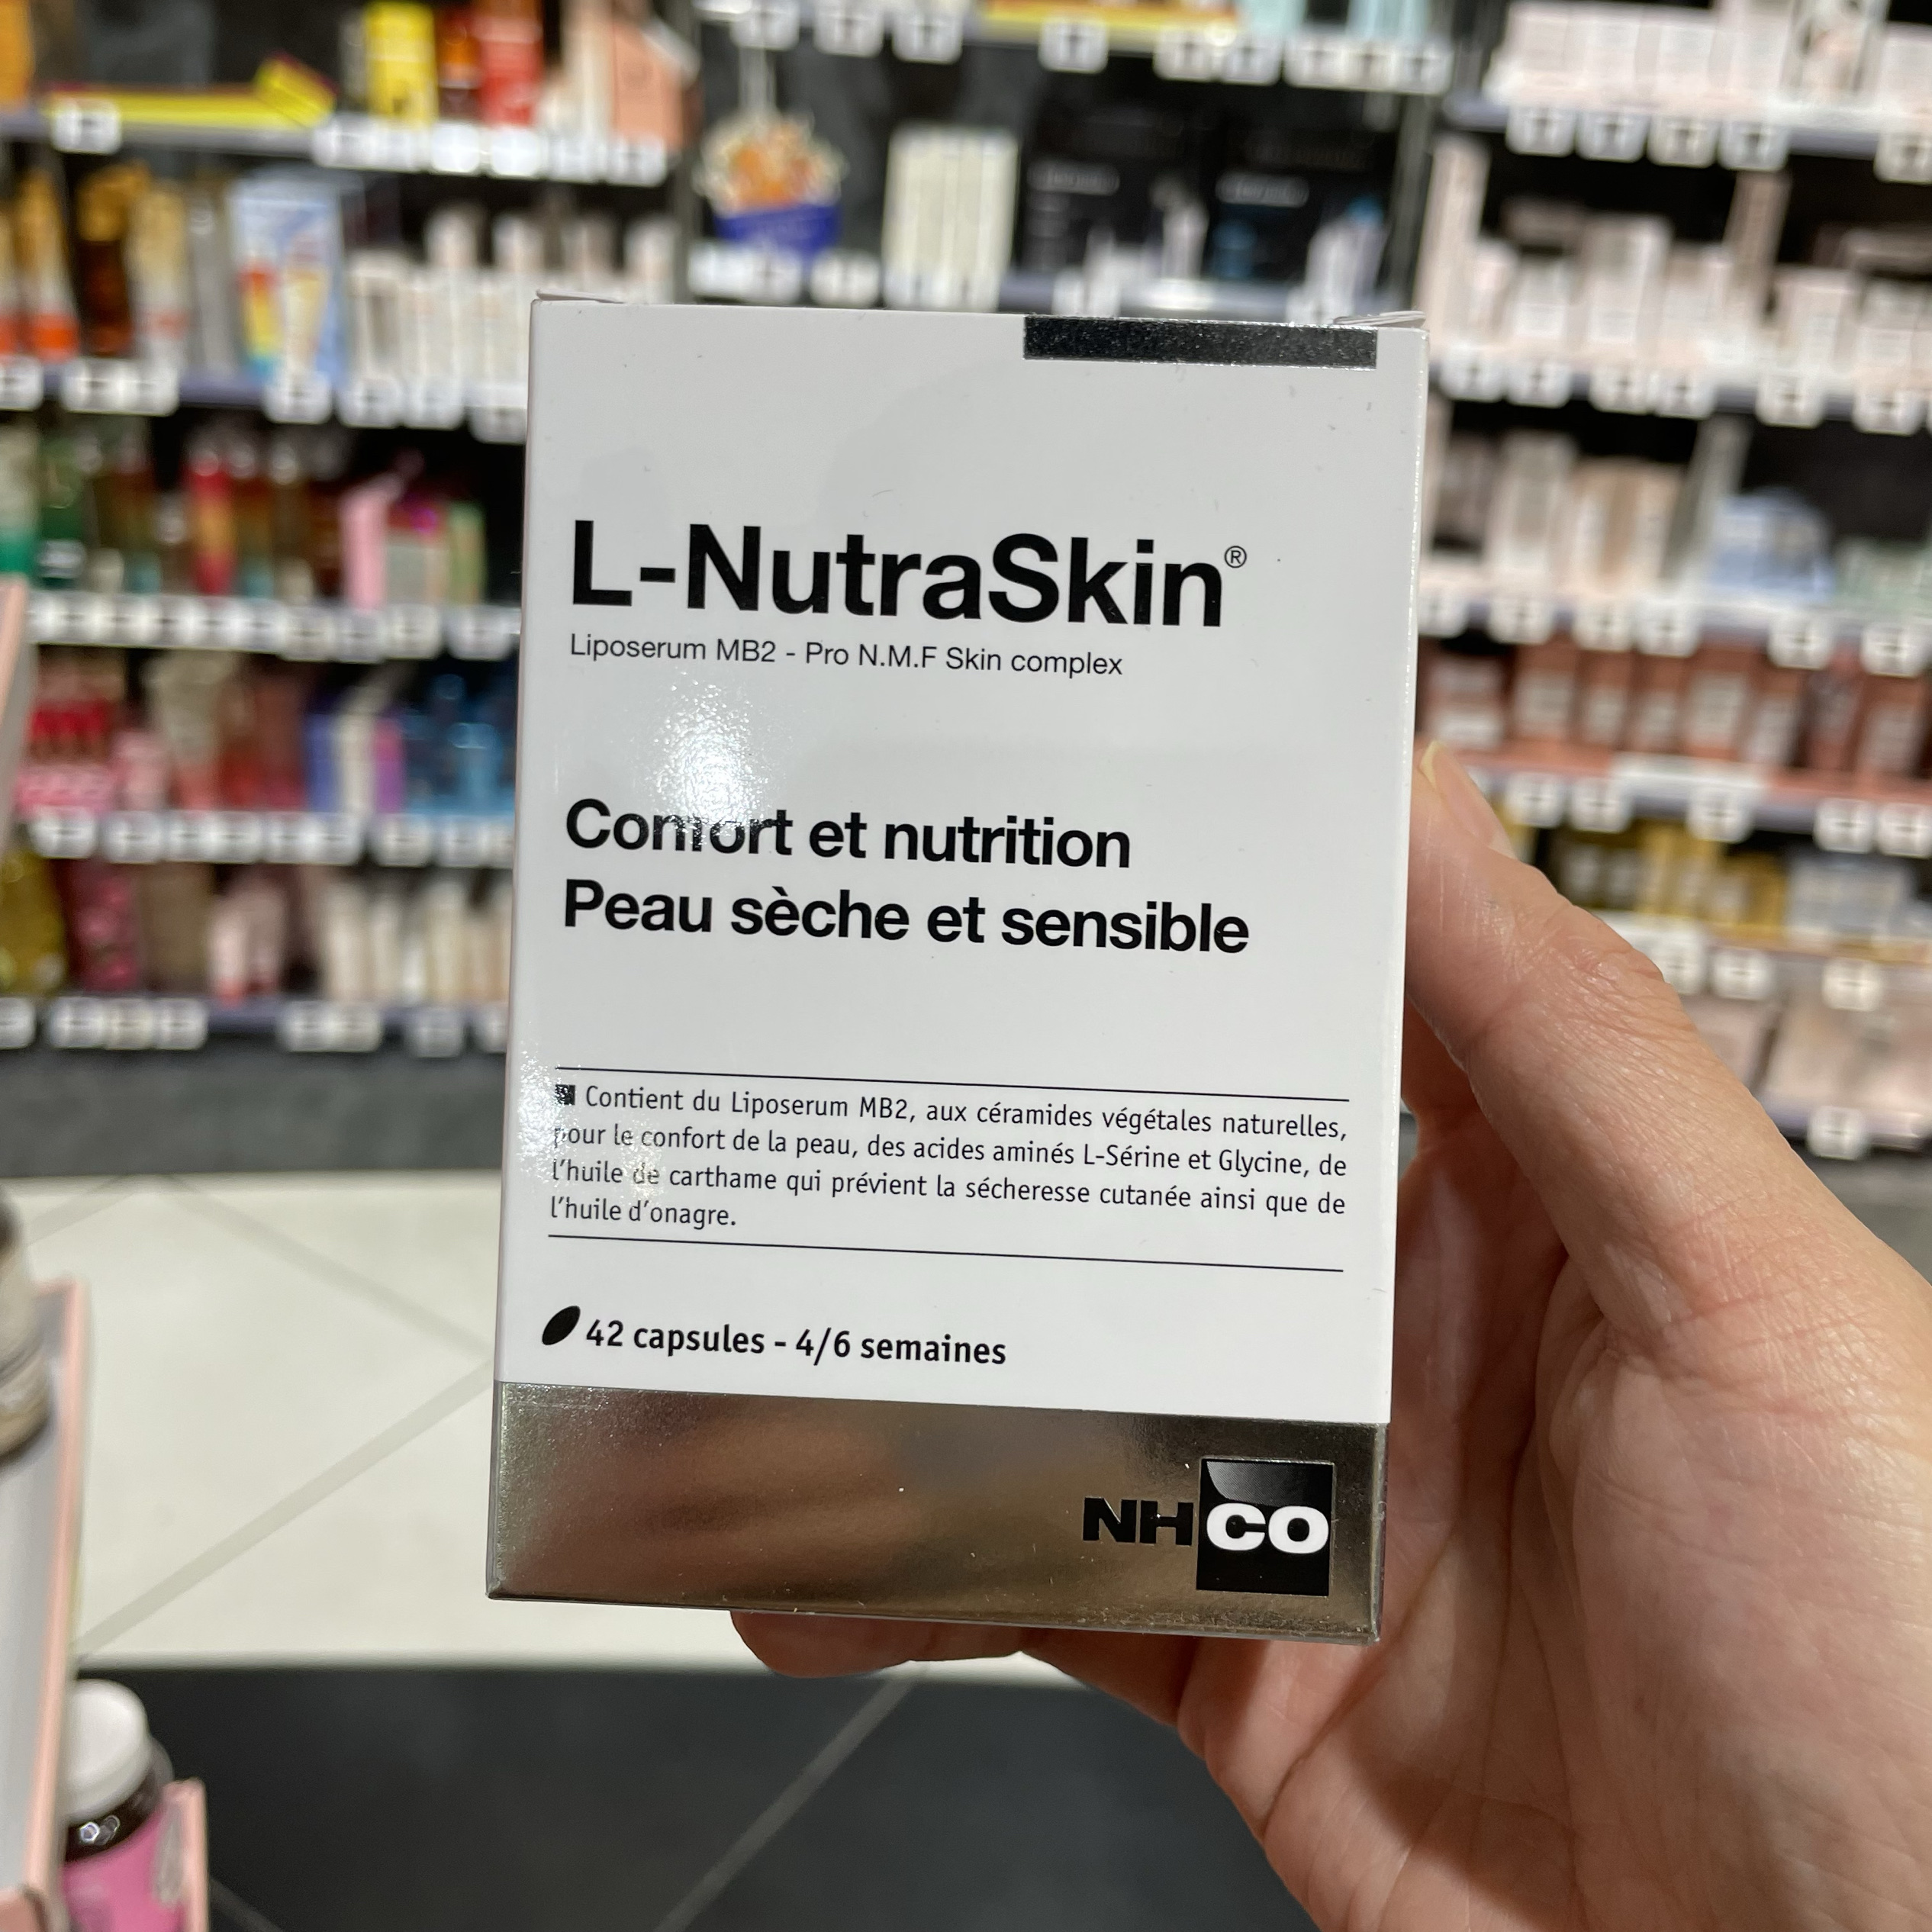 L-NutraSkin®
Liposerum MB2 - Pro N.M.F Skin complex
Confort et nutrition
Peau sèche et sensible
Contient du Liposerum MB2, aux céramides végétales naturelles,
pour le confort de la peau, des acides aminés L-Sérine et Glycine, de
l'huile de carthame qui prévient la sécheresse cutanée ainsi que de
l'huile d'onagre.
42 capsules - 4/6 semaines
NHCO